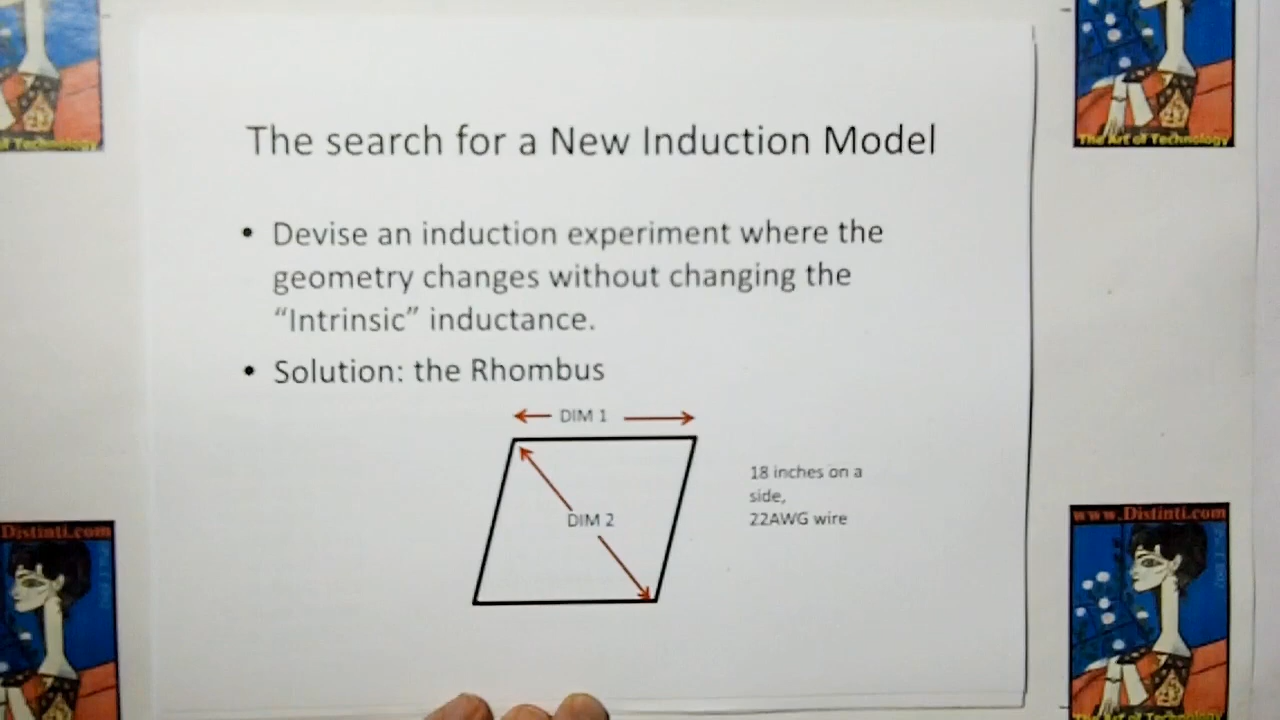 of Technology
The Art of Technology
The search for a New Induction Model
• Devise an induction experiment where the
geometry changes without changing the
“Intrinsic” inductance.
• Solution: the Rhombus
DIM 1
18 inches on a
side,
22AWG wire
DIM 2
Distinti.com
www.Distinti.com
The Art of Technology